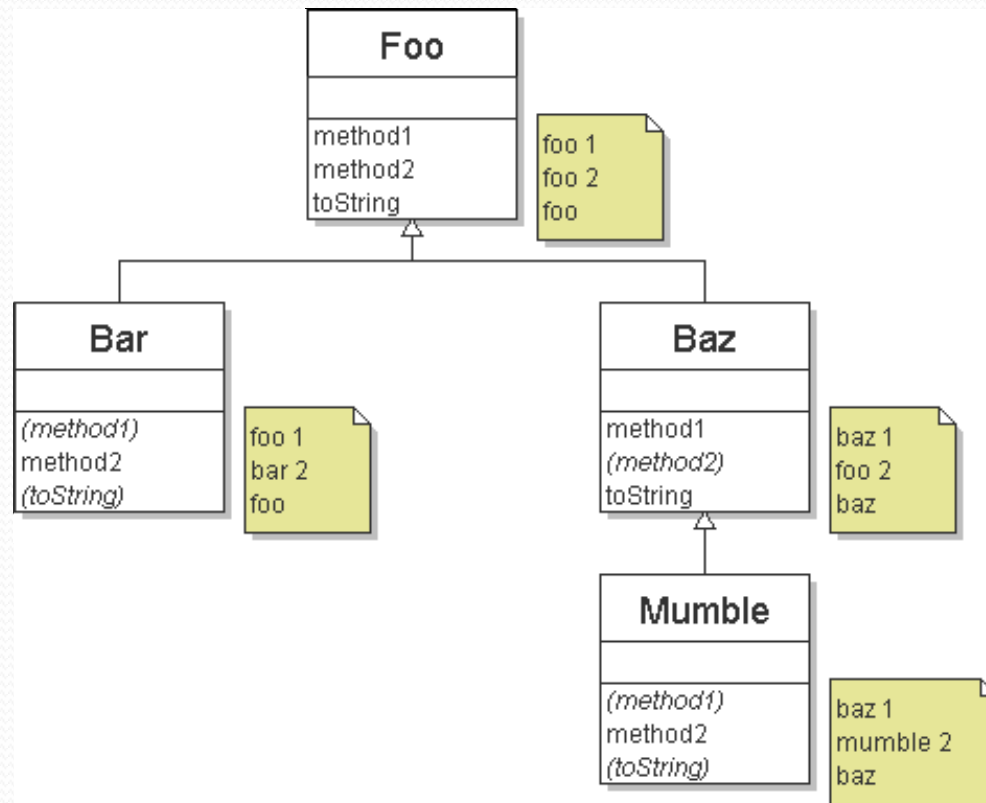 Foo
method1
method2
toString
foo 1
foo 2
foo
Bar
(method1)
method2
(toString)
foo 1
bar 2
foo
Baz
method1
(method2)
toString
baz 1
foo 2
baz
Mumble
(method1)
method2
(toString)
baz 1
mumble 2
baz